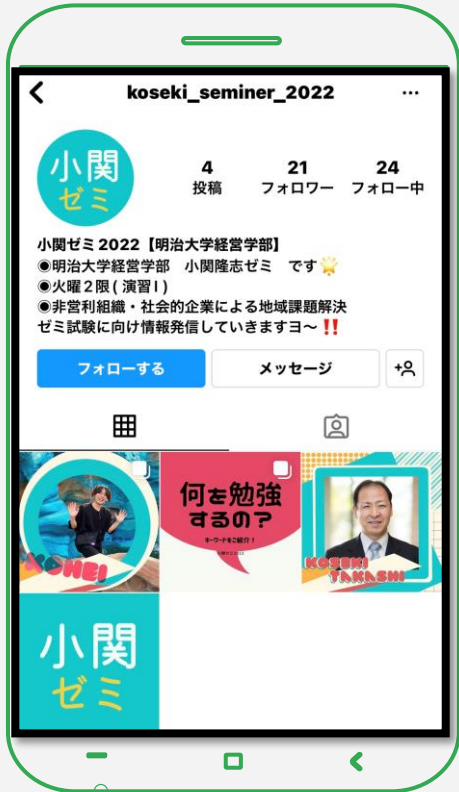 koseki_seminer_2022
小関
ゼミ
4 21 24
投稿 フォロワー フォロー中
小関ゼミ2022【明治大学経営学部】
◉明治大学経営学部 小関隆志ゼミ です🌟
◉火曜２限(演習Ⅰ)
◉非営利組織・社会的企業による地域課題解決
ゼミ試験に向け情報発信していきますヨ〜‼️
フォローする メッセージ
KOHEI
何を勉強
するの？
キーワードをご紹介！
KOSEKI
TAKASHI
小関
ゼミ